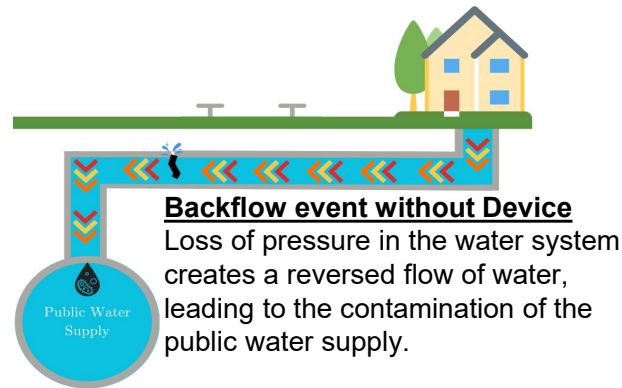 Backflow event without Device
Loss of pressure in the water system
creates a reversed flow of water,
leading to the contamination of the
public water supply.
Public Water
Supply